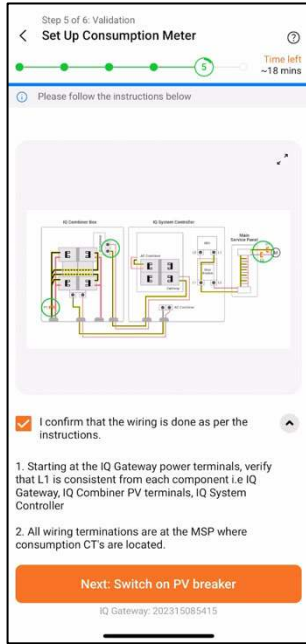 Step 5 of 6: Validation
Set Up Consumption Meter
5
Time left
~18 mins
Please follow the instructions below
IQ Combiner Box
IQ System Controller
Main
Service Panel
I confirm that the wiring is done as per the
instructions.
1. Starting at the IQ Gateway power terminals, verify
that L1 is consistent from each component i.e IQ
Gateway, IQ Combiner PV terminals, IQ System
Controller
2. All wiring terminations are at the MSP where
consumption CT's are located.
Next: Switch on PV breaker
IQ Gateway: 202315085415